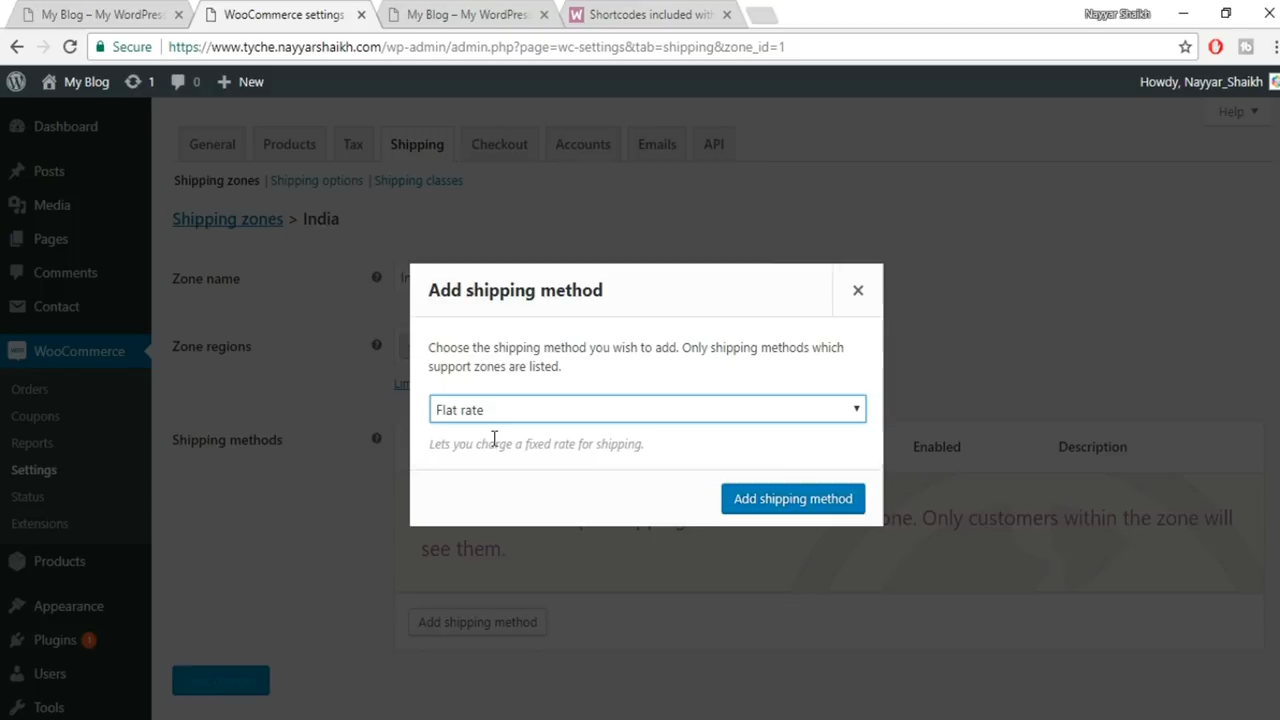 My Blog – My WordPress
WooCommerce settings
My Blog – My WordPress
Shortcodes included with
Nayyar Shaikh
Secure
https://www.tyche.nayyarshaikh.com/wp-admin/admin.php?page=wc-settings&tab=shipping&zone_id=1
My Blog
1
0
New
Howdy, Nayyar_Shaikh
Help
Dashboard
Posts
Media
Pages
Comments
Contact
WooCommerce
Orders
Coupons
Reports
Settings
Status
Extensions
Products
Appearance
Plugins 1
Users
Tools
General Products Tax Shipping Checkout Accounts Emails API
Shipping zones | Shipping options | Shipping classes
Shipping zones > India
Zone name
Zone regions
Shipping methods
Add shipping method
Choose the shipping method you wish to add. Only shipping methods which
support zones are listed.
Flat rate
Lets you charge a fixed rate for shipping.
Add shipping method
Enabled Description
Only customers within the zone will
see them.
Add shipping method